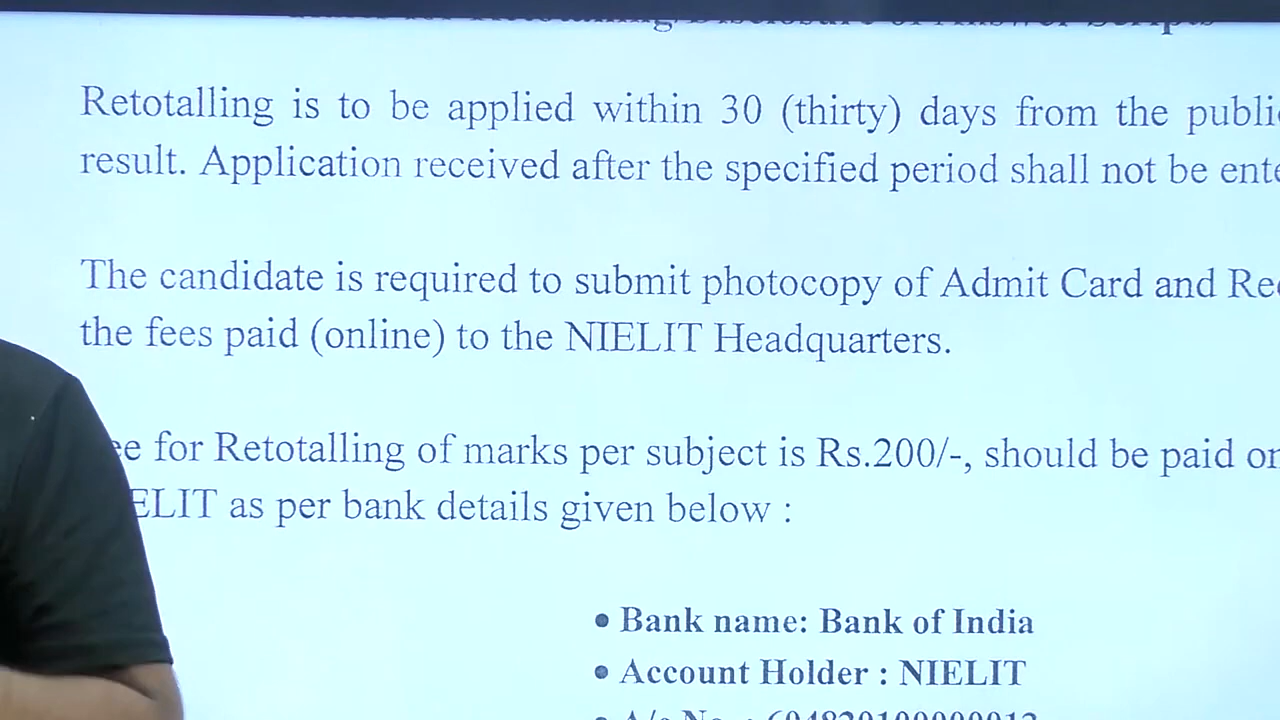 Retotalling is to be applied within 30 (thirty) days from the
result. Application received after the specified period shall not be
The candidate is required to submit photocopy of Admit Card and
the fees paid (online) to the NIELIT Headquarters.
for Retotalling of marks per subject is Rs.200/-, should be paid
as per bank details given below :
• Bank name: Bank of India
• Account Holder : NIELIT